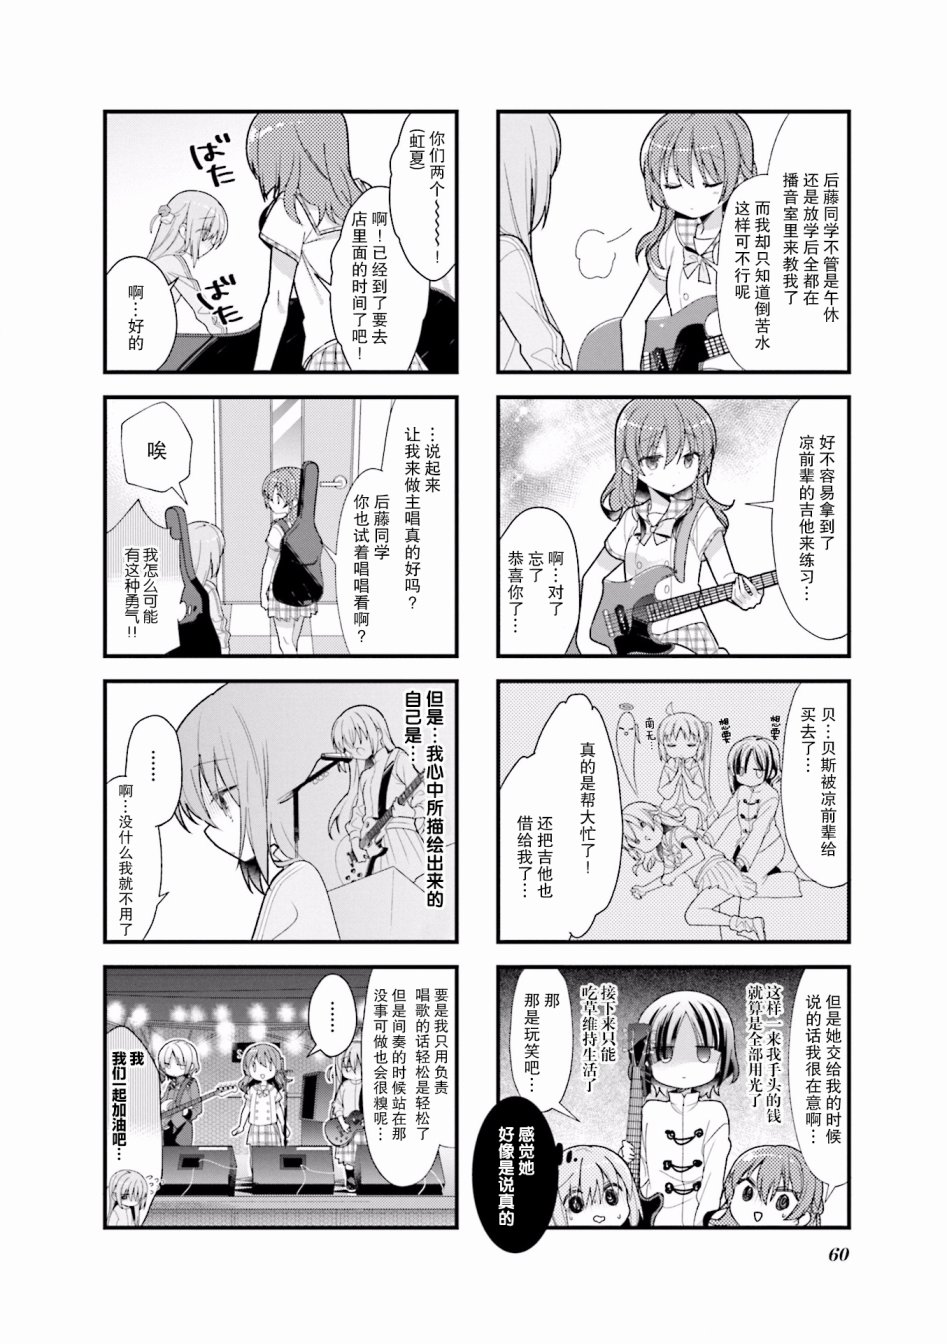 后藤同学不管是午休
还是放学后全都在
播音室里来教我了
而我却只知道倒苦水
这样可不行呢
好不容易拿到了
凉前辈的吉他来练习…
啊…对了
忘了
恭喜你了…
贝…贝斯被凉前辈给
买去了…
想要
想要
南无…
真的是帮大忙了！
还把吉他也
借给我了…
但是她交给我的时候
说的话我很在意啊…
这样一来我手头的钱
就算是全部用光了
接下来只能
吃草维持生活了
那
那是玩笑吧…
感觉她
好像是说真的
你们两个～～～～～！
(虹夏)
啊！已经到了要去
店里面的时间了吧！
ばた
ばた
啊…好的
…说起来
让我来做主唱真的好吗？
后藤同学
你也试着唱唱看啊？
唉
我怎么可能
有这种勇气!!
但是…我心中所描绘出来的
自己是…
……
啊…没什么我就不用了
要是我只用负责
唱歌的话轻松是轻松了
但是间奏的时候站在那
没事可做也会很糗呢…
……
我
我们一起加油吧…
60